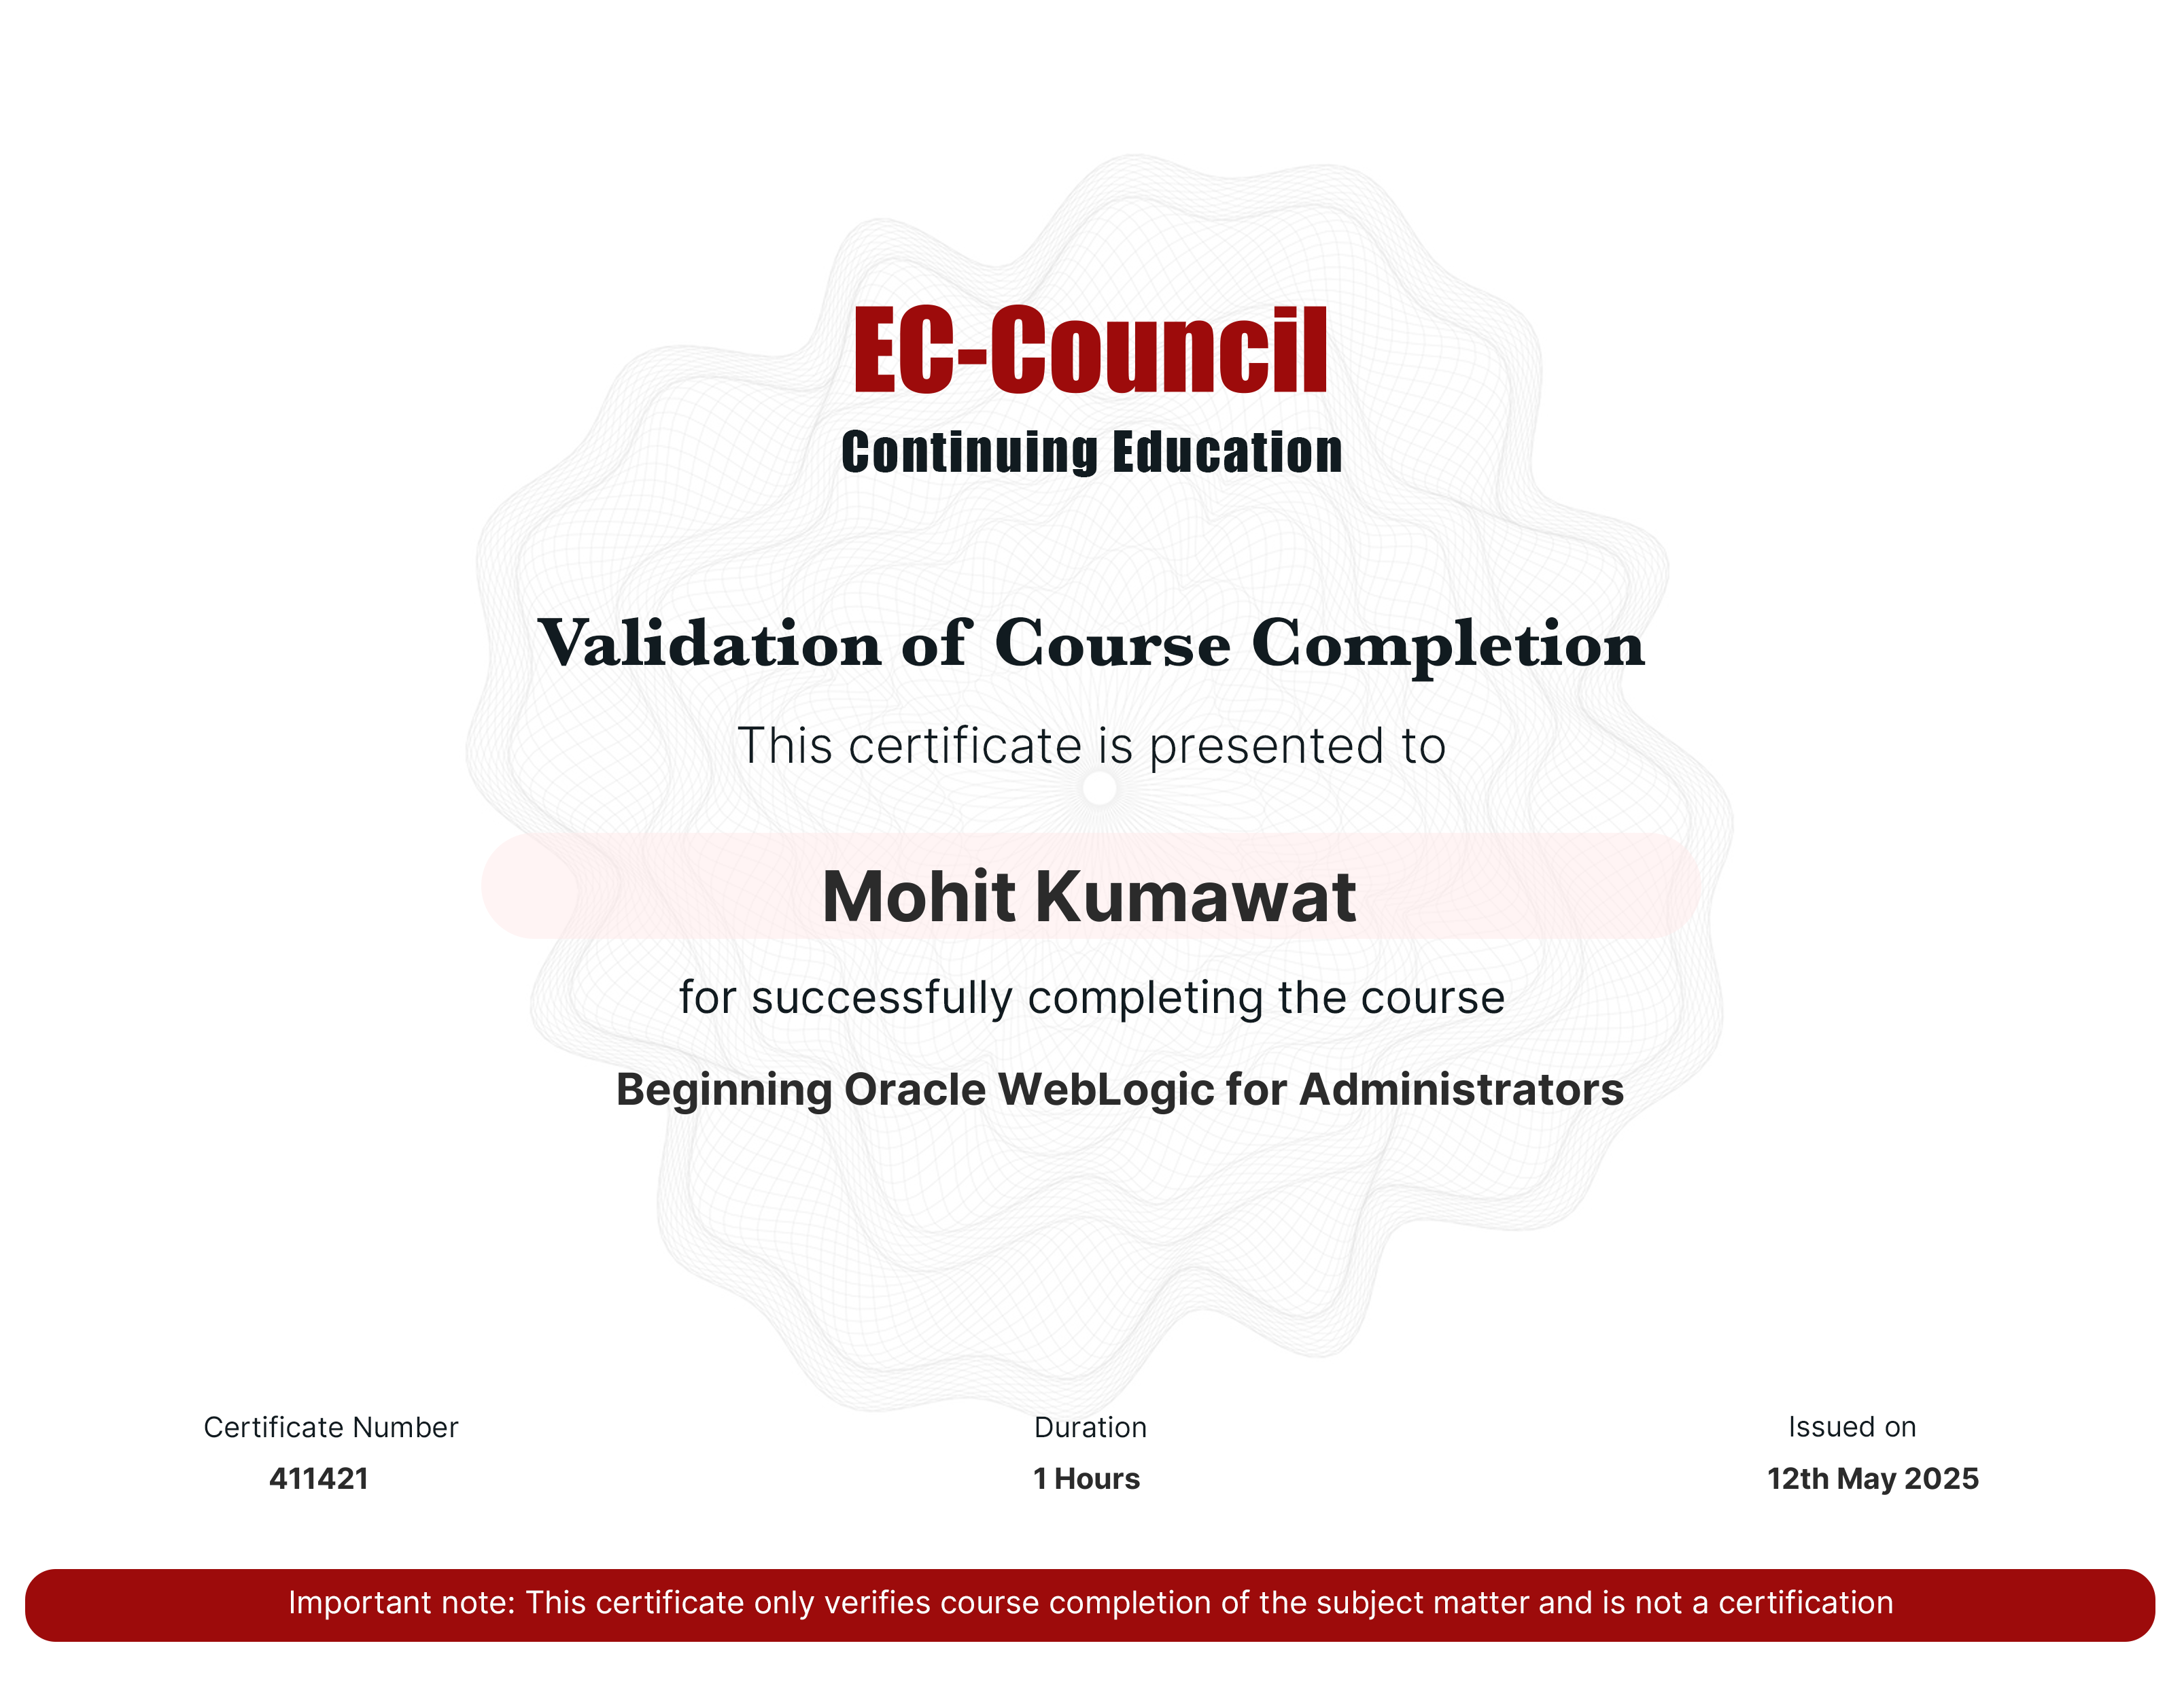 EC-Council
Continuing Education
Validation of Course Completion
This certificate is presented to
Mohit Kumawat
for successfully completing the course
Beginning Oracle WebLogic for Administrators
Certificate Number
411421
Duration
1 Hours
Issued on
12th May 2025
Important note: This certificate only verifies course completion of the subject matter and is not a certification